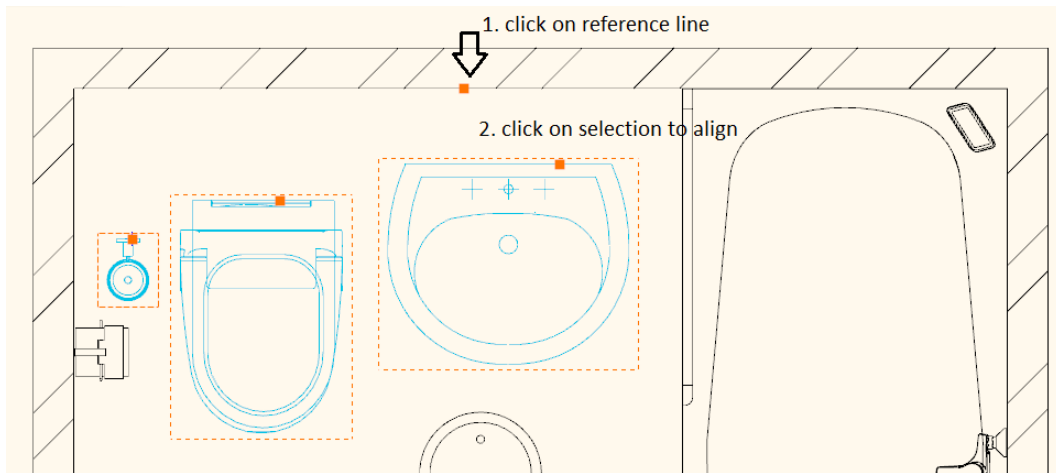 1. click on reference line
2. click on selection to align